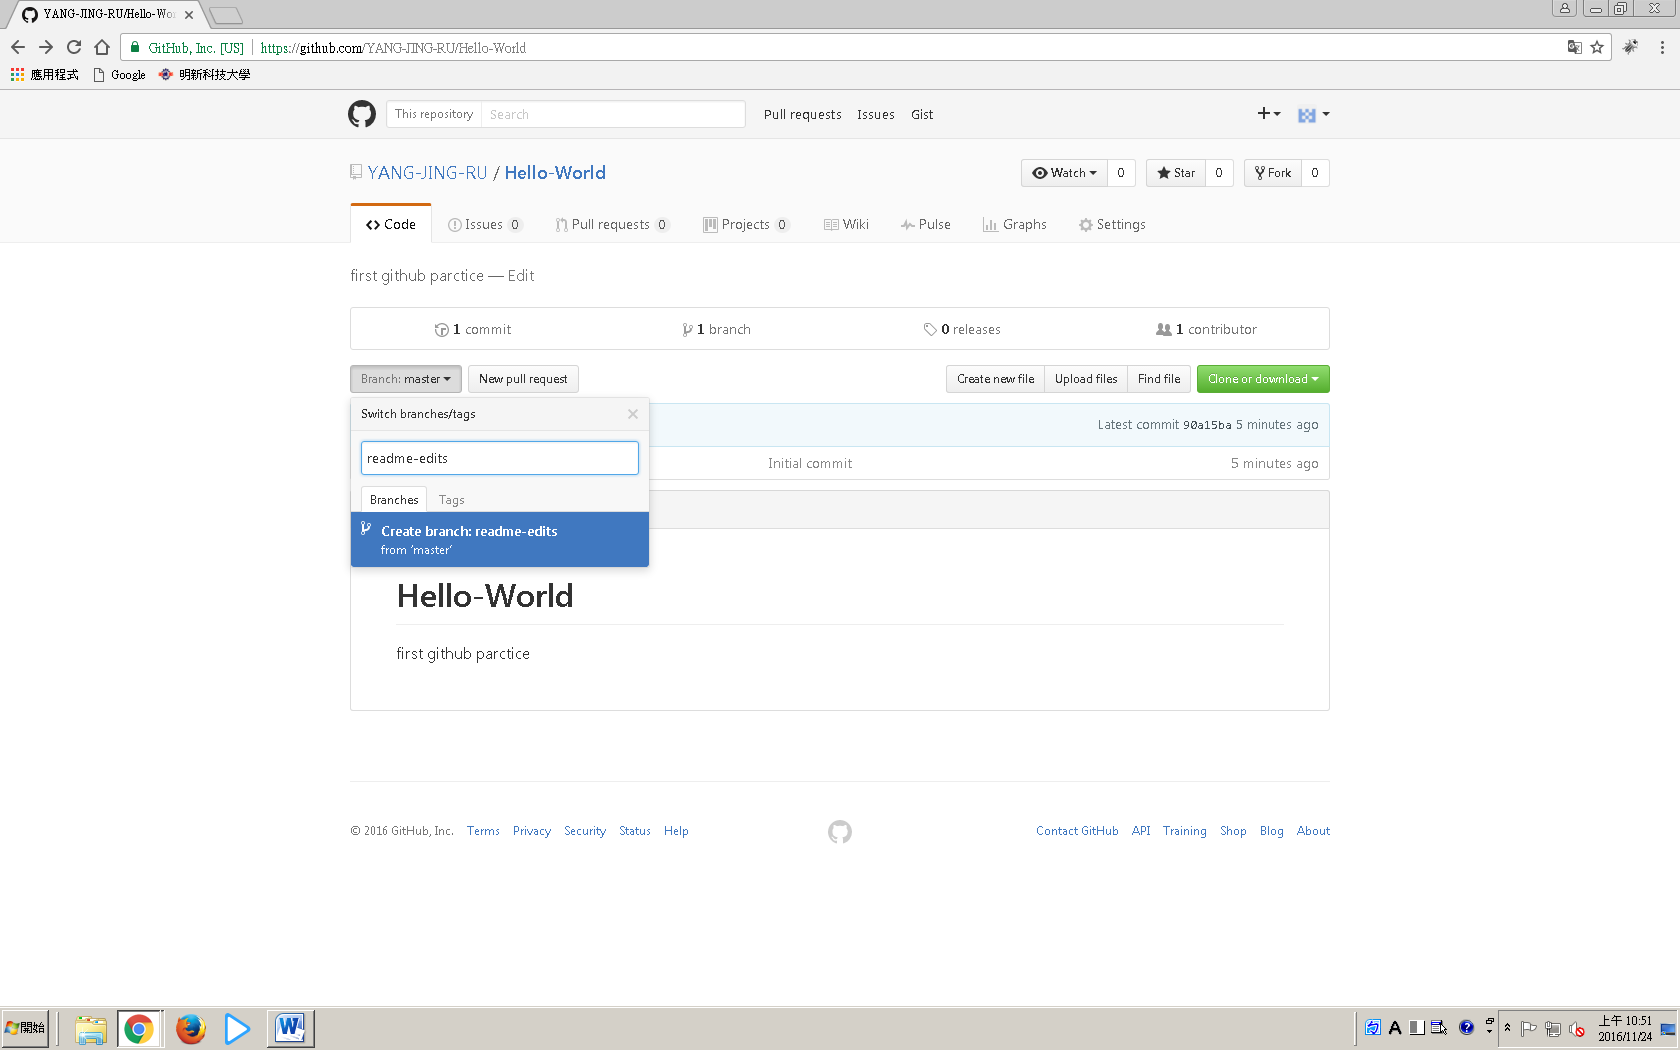 YANG-JING-RU/Hello-Wo
GitHub, Inc. [US] https://github.com/YANG-JING-RU/Hello-World
應用程式 Google 明新科技大學
This repository Search Pull requests Issues Gist
YANG-JING-RU / Hello-World Watch 0 Star 0 Fork 0
Code Issues 0 Pull requests 0 Projects 0 Wiki Pulse Graphs Settings
first github parctice — Edit
1 commit 1 branch 0 releases 1 contributor
Branch: master New pull request Create new file Upload files Find file Clone or download
Switch branches/tags
Latest commit 90a15ba 5 minutes ago
readme-edits
Initial commit 5 minutes ago
Branches Tags
Create branch: readme-edits
from ‘master’
Hello-World
first github parctice
© 2016 GitHub, Inc. Terms Privacy Security Status Help Contact GitHub API Training Shop Blog About
開始 A 上午 10:51
2016/11/24